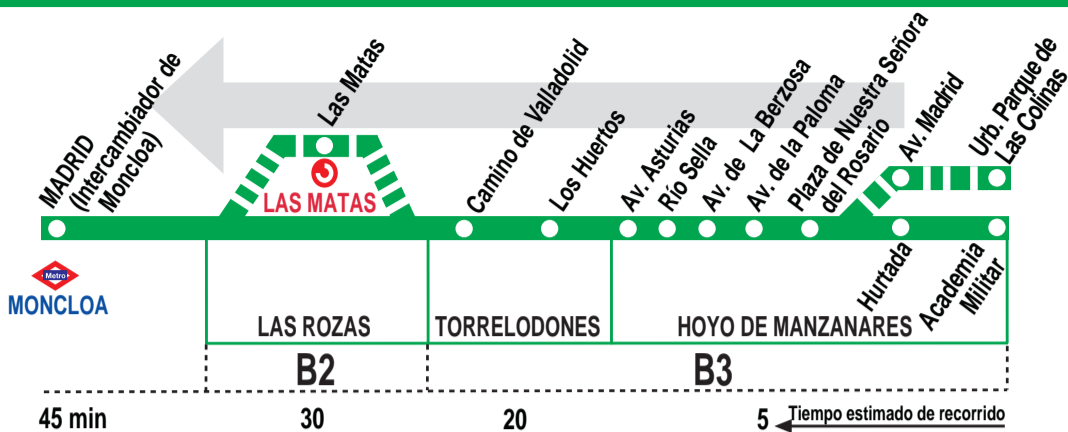 MADRID
(Intercambiador de
Moncloa)
Las Matas
Camino de Valladolid
Los Huertos
Av. Asturias
Río Sella
Av. de La Berzosa
Av. de la Paloma
Plaza de Nuestra Señora
del Rosario
Av. Madrid
Urb. Parque de
Las Colinas
LAS MATAS
Metro
MONCLOA
Hurtada
Academia
Militar
LAS ROZAS
TORRELODONES
HOYO DE MANZANARES
B2
B3
45 min
30
20
5
Tiempo estimado de recorrido